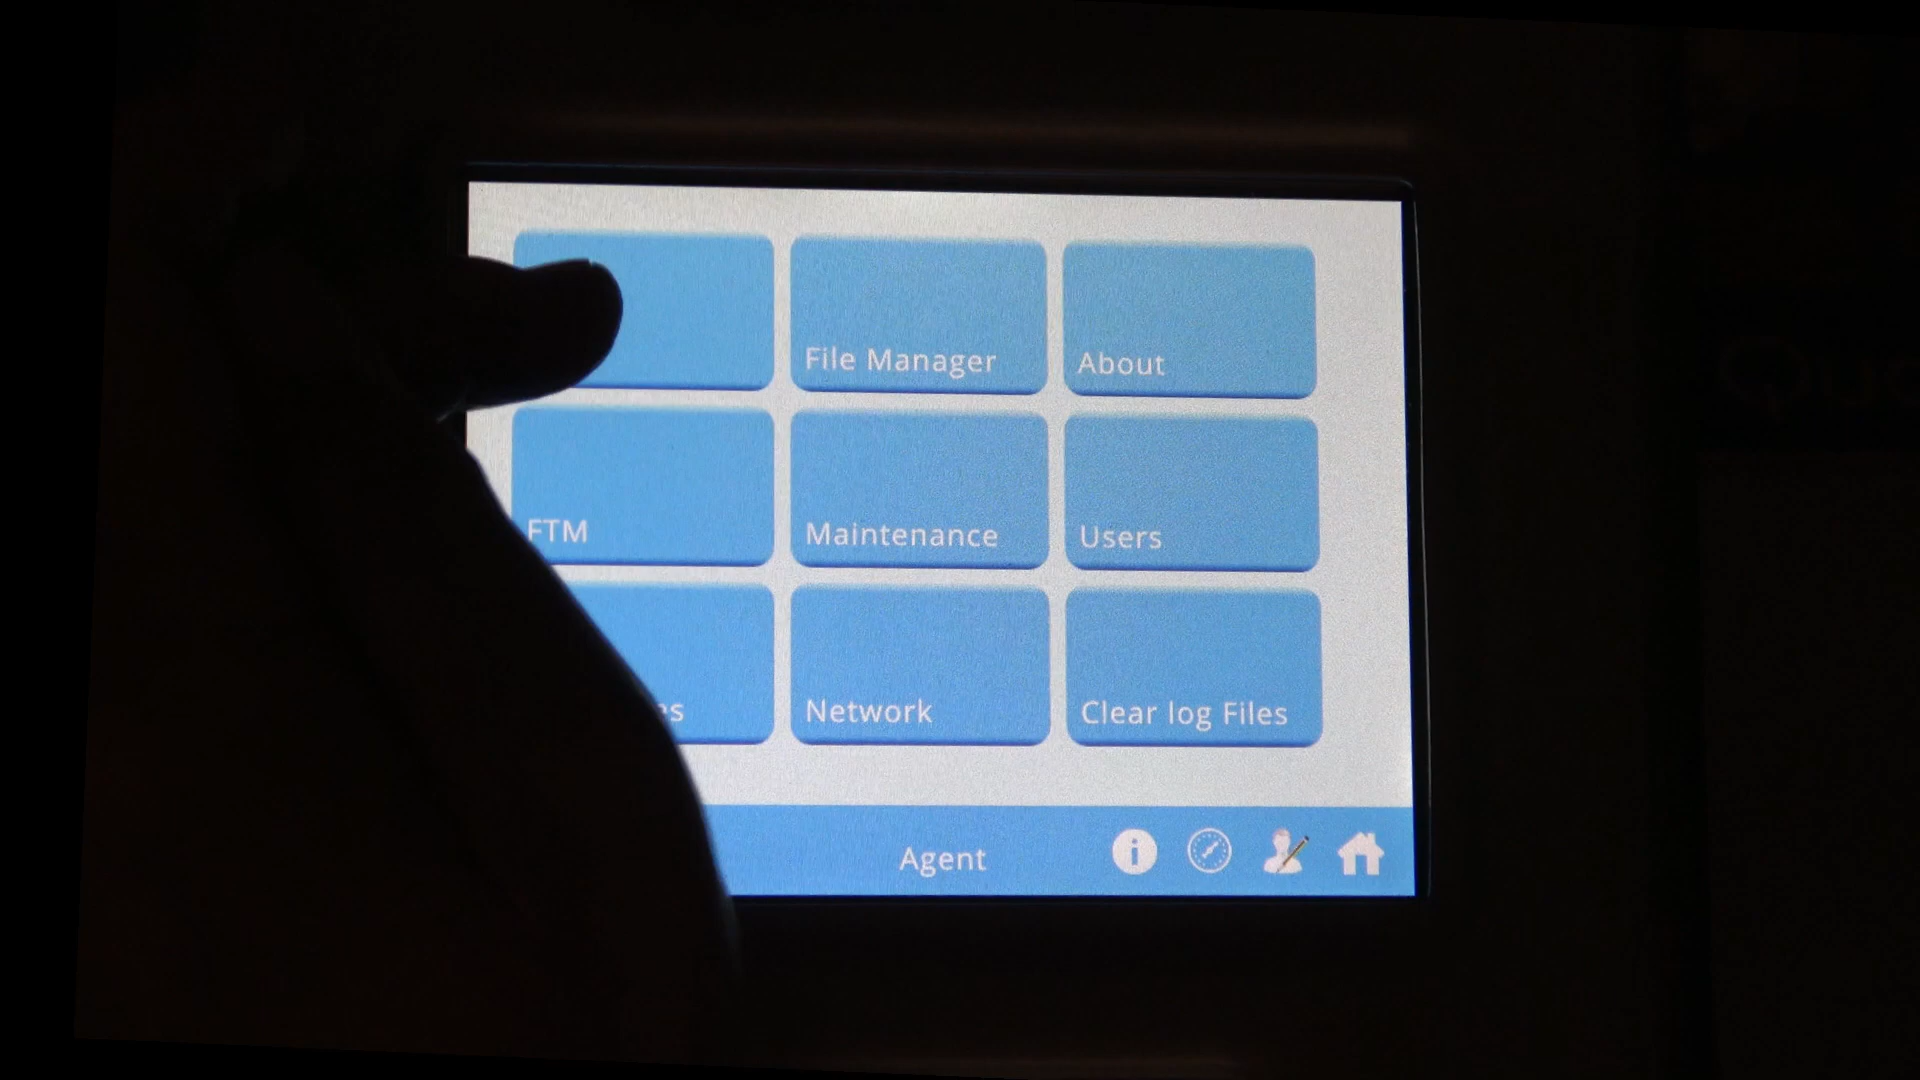 File Manager
About
FTM
Maintenance
Users
Network
Clear log Files
Agent